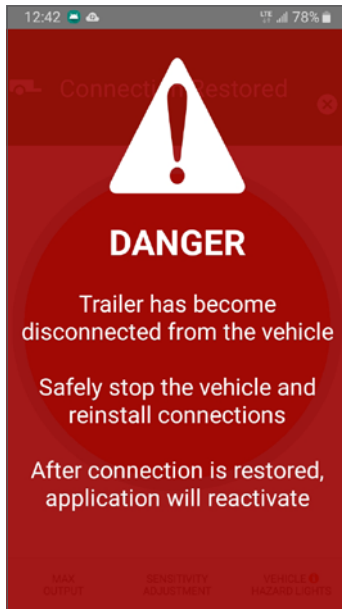 12:42
LTE
78%
Connection Restored
DANGER
Trailer has become
disconnected from the vehicle
Safely stop the vehicle and
reinstall connections
After connection is restored,
application will reactivate
MAX
OUTPUT
SENSITIVITY
ADJUSTMENT
VEHICLE
HAZARD LIGHTS